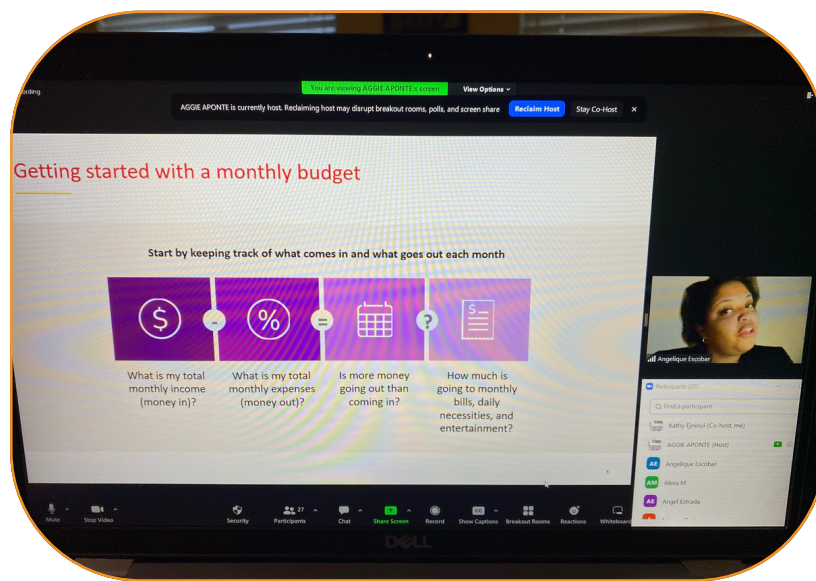 ording
You are viewing AGGIE APONTE's screen
View Options
AGGIE APONTE is currently host. Reclaiming host may disrupt breakout rooms, polls, and screen share
Reclaim Host
Stay Co-Host
×
Getting started with a monthly budget
Start by keeping track of what comes in and what goes out each month
$
-
%
=
?
$
What is my total
monthly income
(money in)?
What is my total
monthly expenses
(money out)?
Is more money
going out than
coming in?
How much is
going to monthly
bills, daily
necessities, and
entertainment?
Angelique Escobar
Participants (27)
Find a participant
Kathy Ejnioui (Co-host, me)
AGGIE APONTE (Host)
AE
Angelique Escobar
AM
Alexa M
AE
Angel Estrada
Mute
Stop Video
Security
27
Participants
Chat
Share Screen
Record
CC
Show Captions
Breakout Rooms
Reactions
Whiteboard
DELL